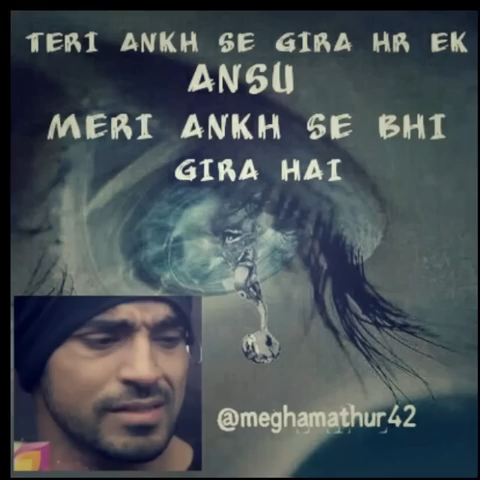 TERI ANKH SE GIRA HR EK
ANSU
MERI ANKH SE BHI
GIRA HAI
@meghamathur42